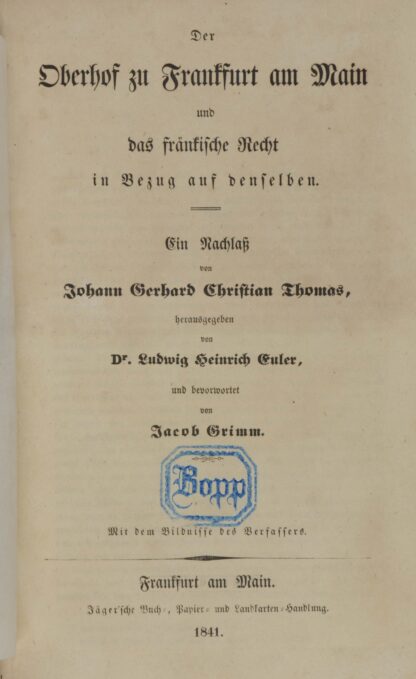 Der
Oberhof zu Frankfurt am Main
und
das fränkische Recht
in Bezug auf denselben.
Ein Nachlaß
von
Johann Gerhard Christian Thomas,
herausgegeben
von
Dr. Ludwig Heinrich Euler,
und bevorwortet
von
Jacob Grimm.
Bopp
Mit dem Bildnisse des Verfassers.
Frankfurt am Main.
Jäger'sche Buch-, Papier- und Landkarten-Handlung.
1841.